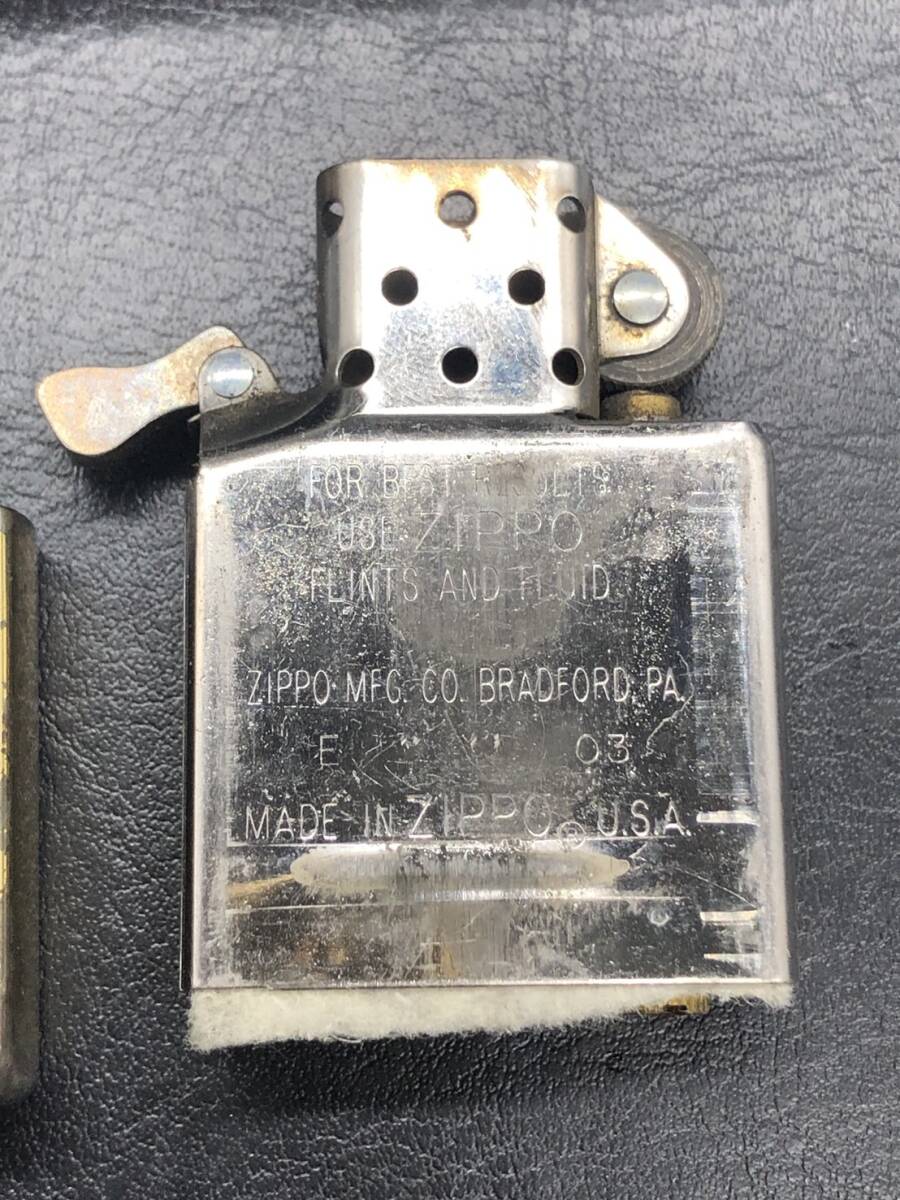 FOR BEST RESULTS
USE ZIPPO
FLINTS AND FLUID
ZIPPO MFG. CO. BRADFORD, PA.
E 03
MADE IN ZIPPO® U.S.A.